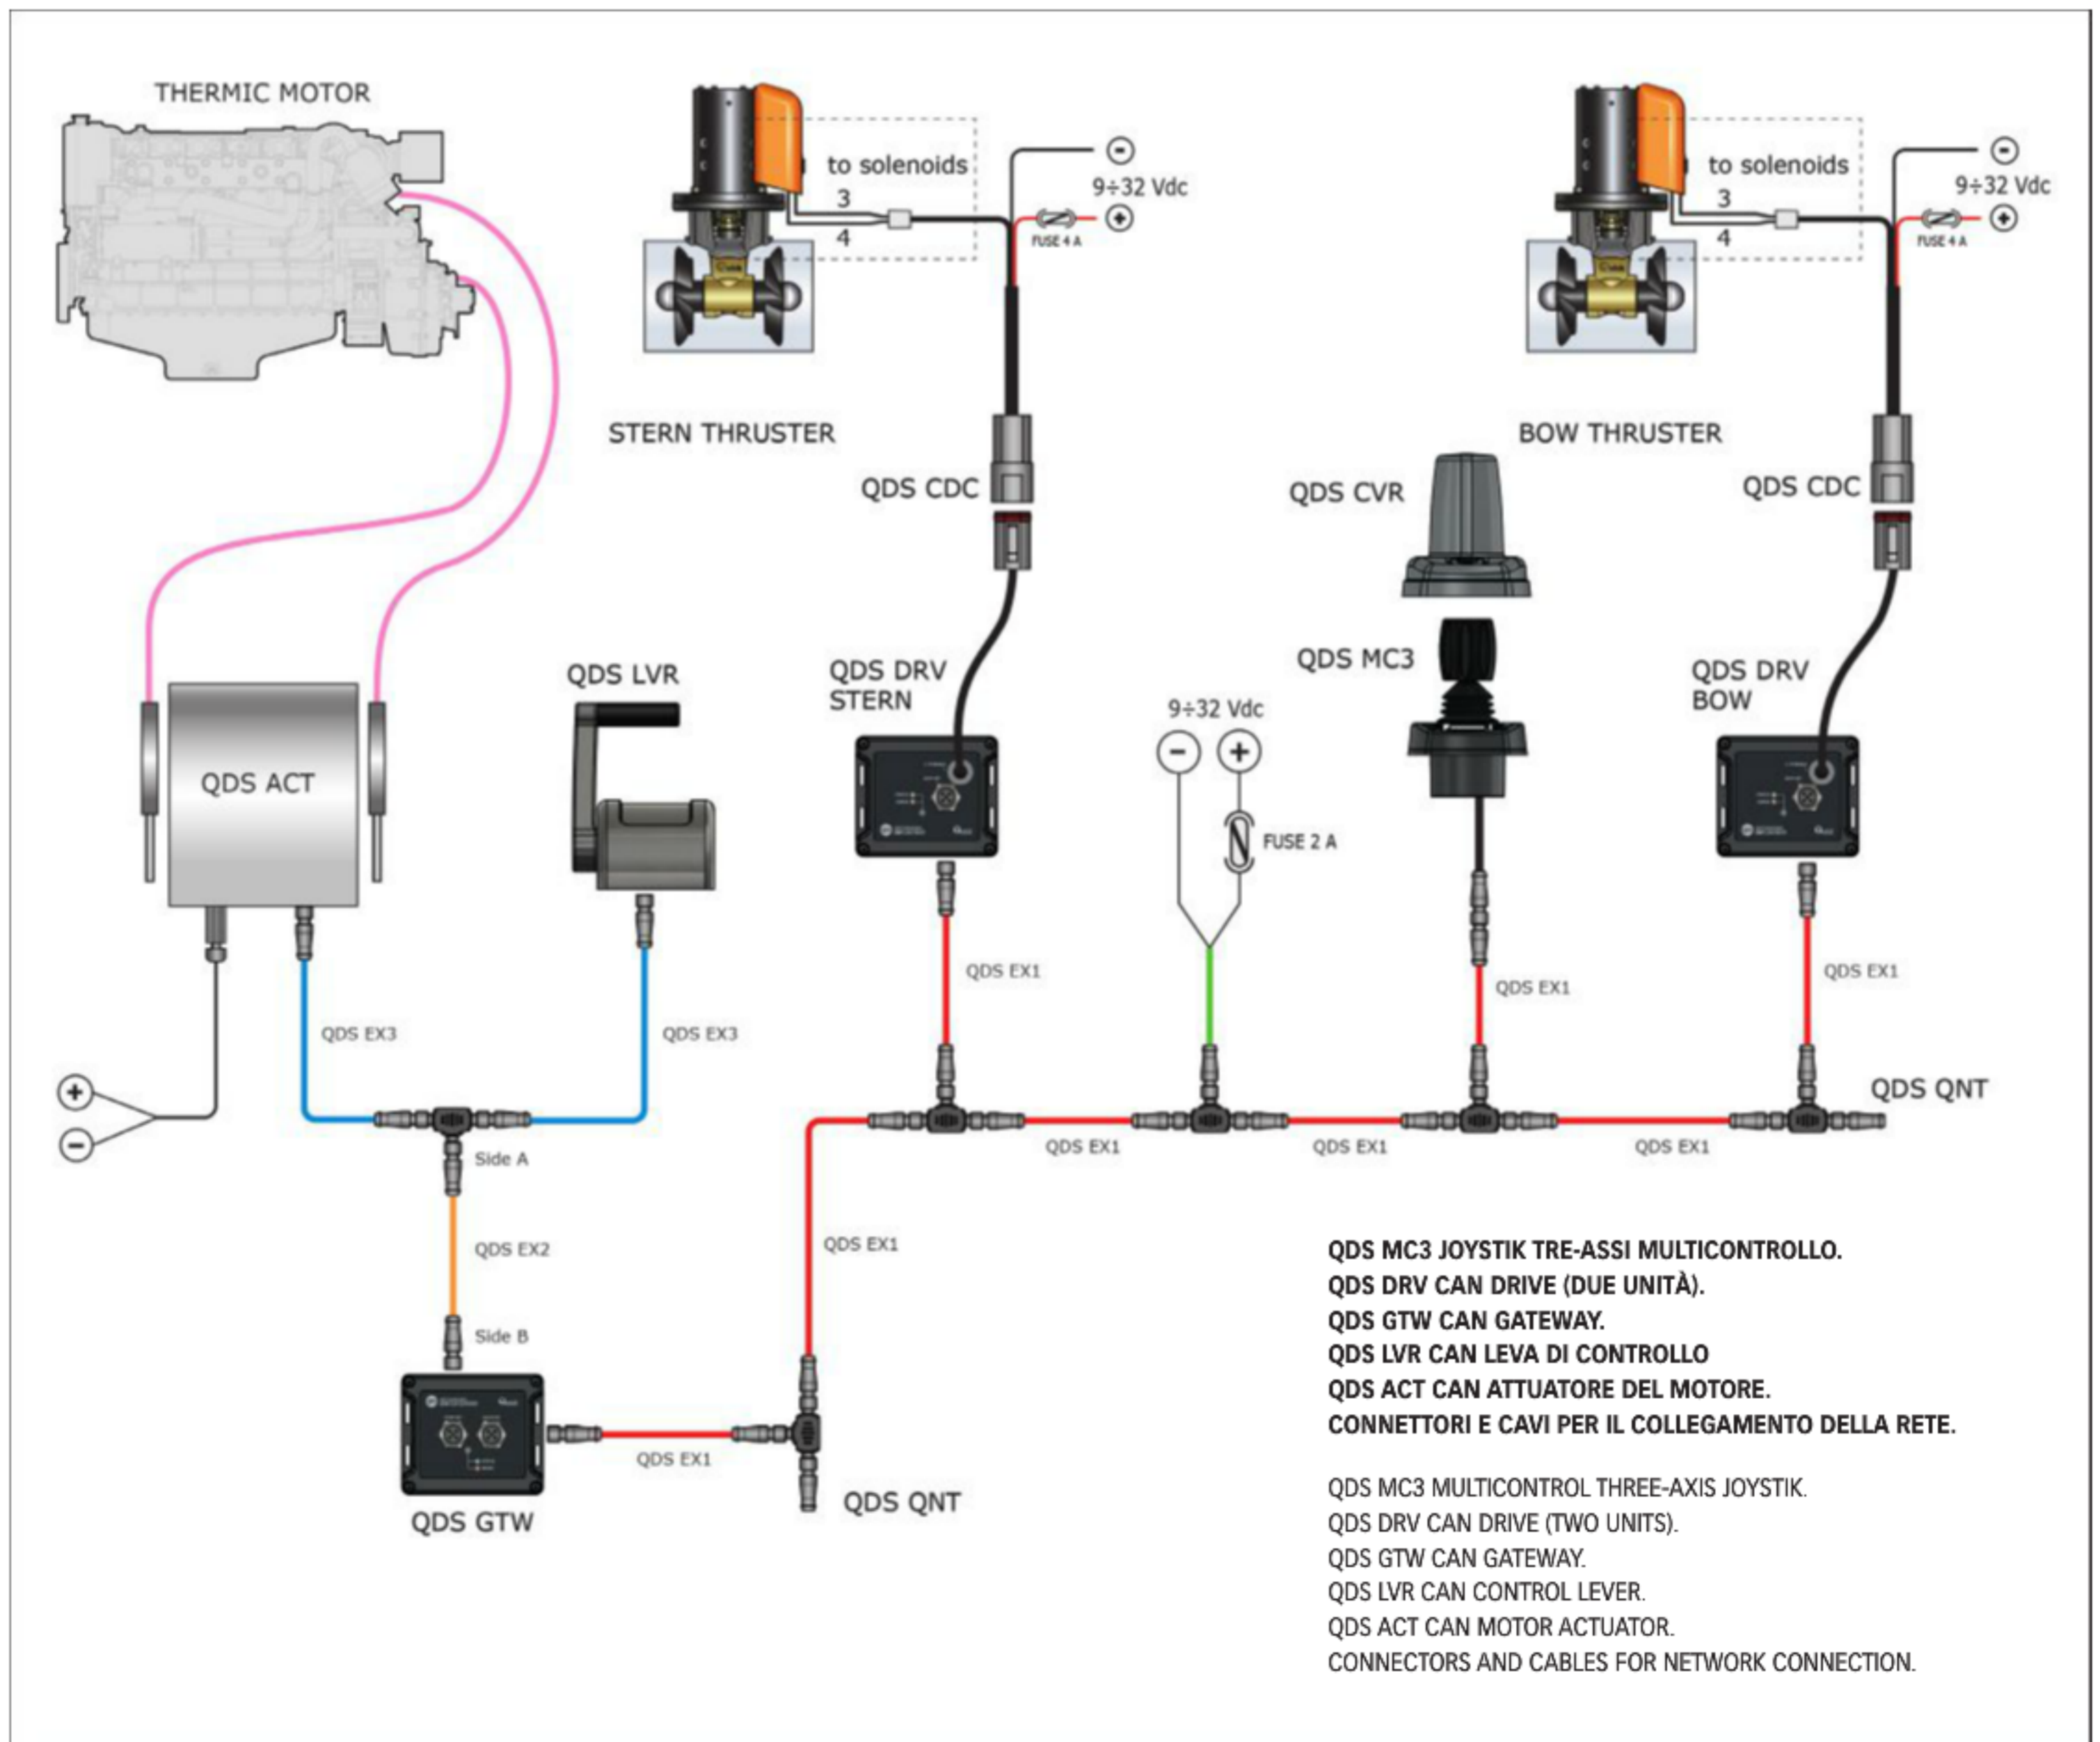 THERMIC MOTOR
to solenoids
3
4
-
9÷32 Vdc
+
FUSE 4 A
to solenoids
3
4
-
9÷32 Vdc
+
FUSE 4 A
STERN THRUSTER
BOW THRUSTER
QDS CDC
QDS CVR
QDS CDC
QDS LVR
QDS DRV
STERN
QDS MC3
QDS DRV
BOW
9÷32 Vdc
- +
QDS ACT
FUSE 2 A
QDS EX1
QDS EX1
QDS EX1
QDS EX3
QDS EX3
+
-
QDS QNT
QDS EX1
QDS EX1
QDS EX1
Side A
QDS EX2
QDS EX1
Side B
QDS EX1
QDS QNT
QDS GTW
QDS MC3 JOYSTIK TRE-ASSI MULTICONTROLLO.
QDS DRV CAN DRIVE (DUE UNITÀ).
QDS GTW CAN GATEWAY.
QDS LVR CAN LEVA DI CONTROLLO
QDS ACT CAN ATTUATORE DEL MOTORE.
CONNETTORI E CAVI PER IL COLLEGAMENTO DELLA RETE.
QDS MC3 MULTICONTROL THREE-AXIS JOYSTIK.
QDS DRV CAN DRIVE (TWO UNITS).
QDS GTW CAN GATEWAY.
QDS LVR CAN CONTROL LEVER.
QDS ACT CAN MOTOR ACTUATOR.
CONNECTORS AND CABLES FOR NETWORK CONNECTION.